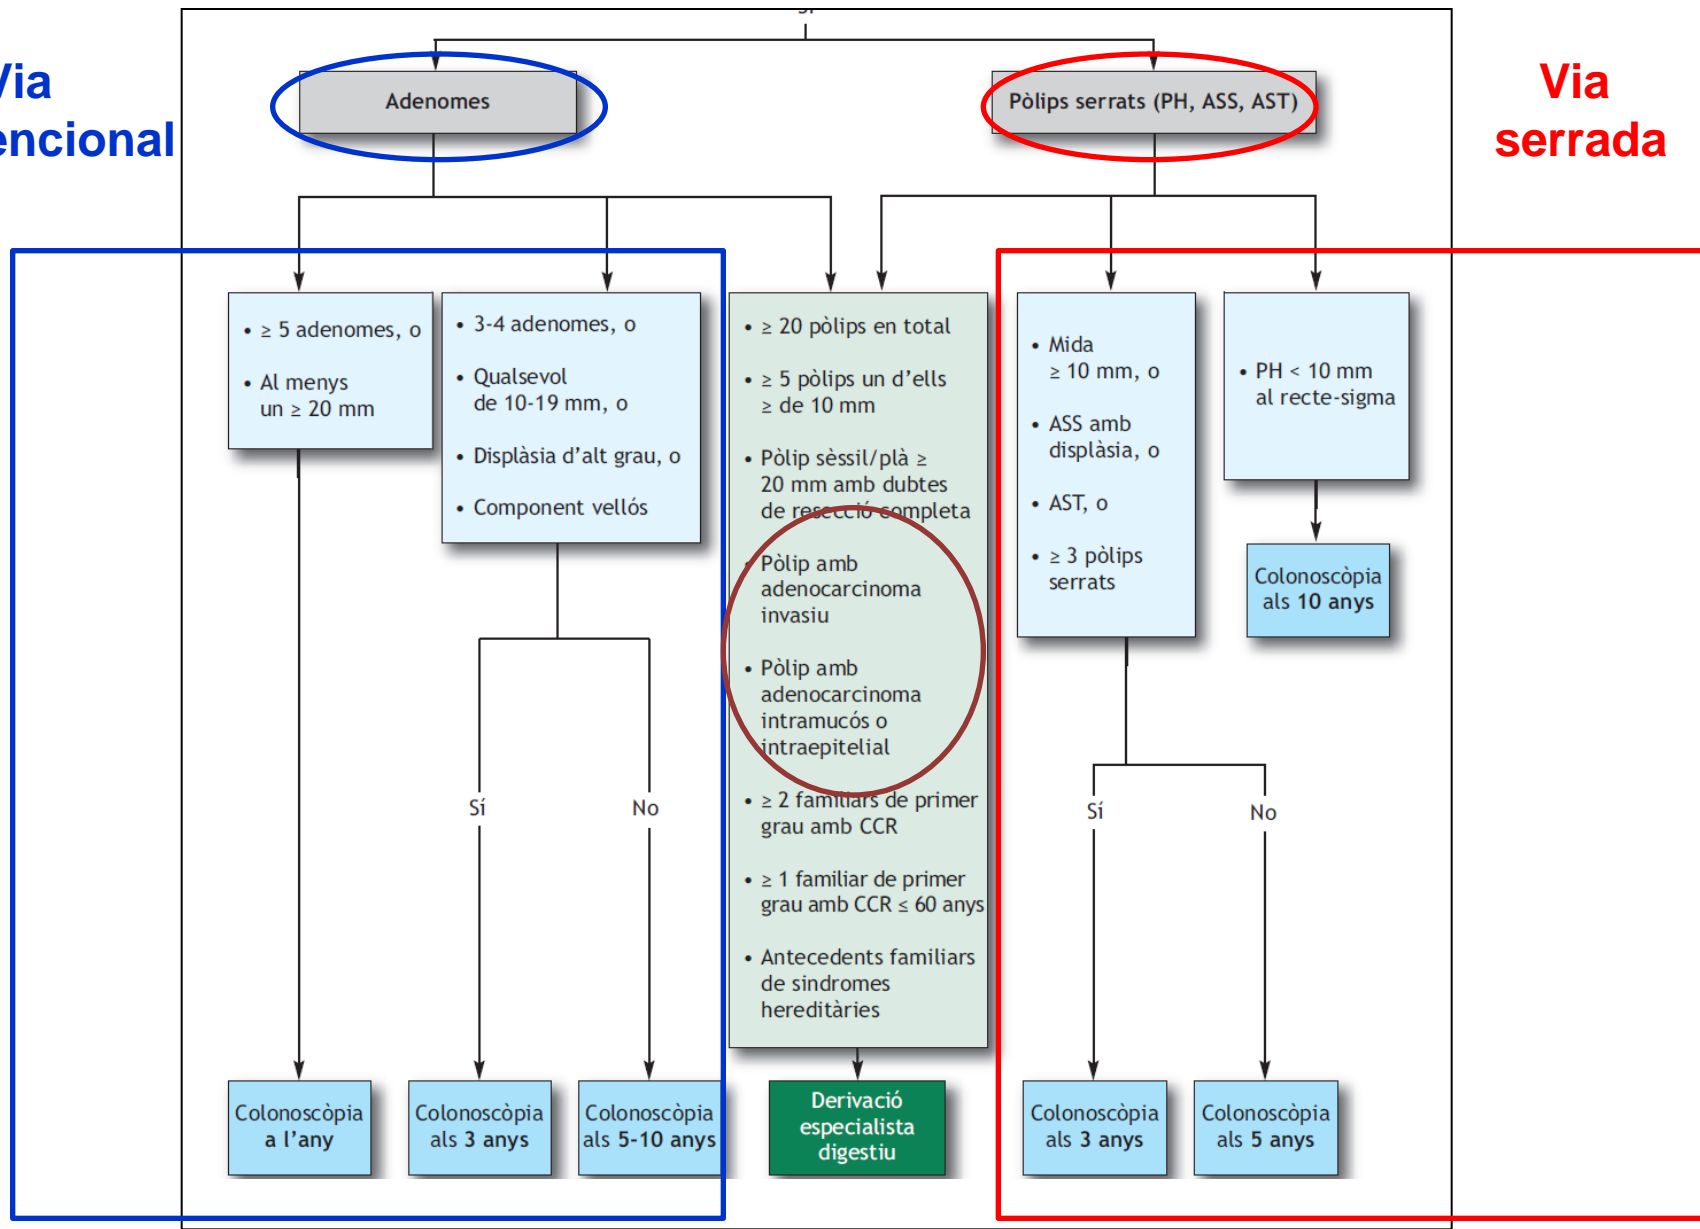 Via
encional
Via
serrada
Adenomes
Pòlips serrats (PH, ASS, AST)
• ≥ 5 adenomes, o
• Al menys
un ≥ 20 mm
• 3-4 adenomes, o
• Qualsevol
de 10-19 mm, o
• Displàsia d'alt grau, o
• Component vellós
• ≥ 20 pòlips en total
• ≥ 5 pòlips un d'ells
≥ de 10 mm
• Pòlip sèssil/plà ≥
20 mm amb dubtes
de resecció completa
• Pòlip amb
adenocarcinoma
invasiu
• Pòlip amb
adenocarcinoma
intramucós o
intraepitelial
• ≥ 2 familiars de primer
grau amb CCR
• ≥ 1 familiar de primer
grau amb CCR ≤ 60 anys
• Antecedents familiars
de sindromes
hereditàries
• Mida
≥ 10 mm, o
• ASS amb
displàsia, o
• AST, o
• ≥ 3 pòlips
serrats
• PH < 10 mm
al recte-sigma
Colonoscòpia
als 10 anys
Sí
No
Sí
No
Colonoscòpia
a l'any
Colonoscòpia
als 3 anys
Colonoscòpia
als 5-10 anys
Derivació
especialista
digestiu
Colonoscòpia
als 3 anys
Colonoscòpia
als 5 anys